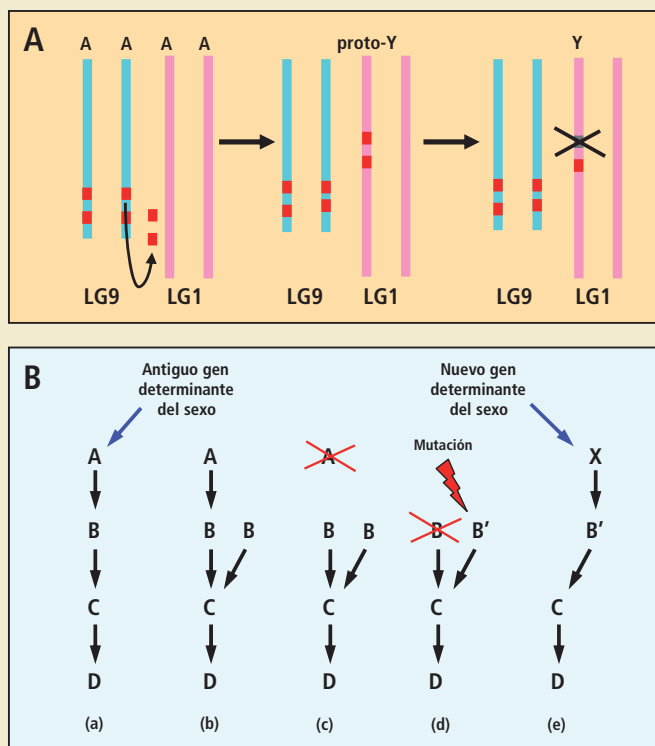 A
A A A A
proto-Y
Y
LG9 LG1
LG9 LG1
LG9 LG1
B
Antiguo gen
determinante
del sexo
Nuevo gen
determinante
del sexo
Mutación
A A A X
B B B B B B B′ B′
C C C C C
D D D D D
(a) (b) (c) (d) (e)